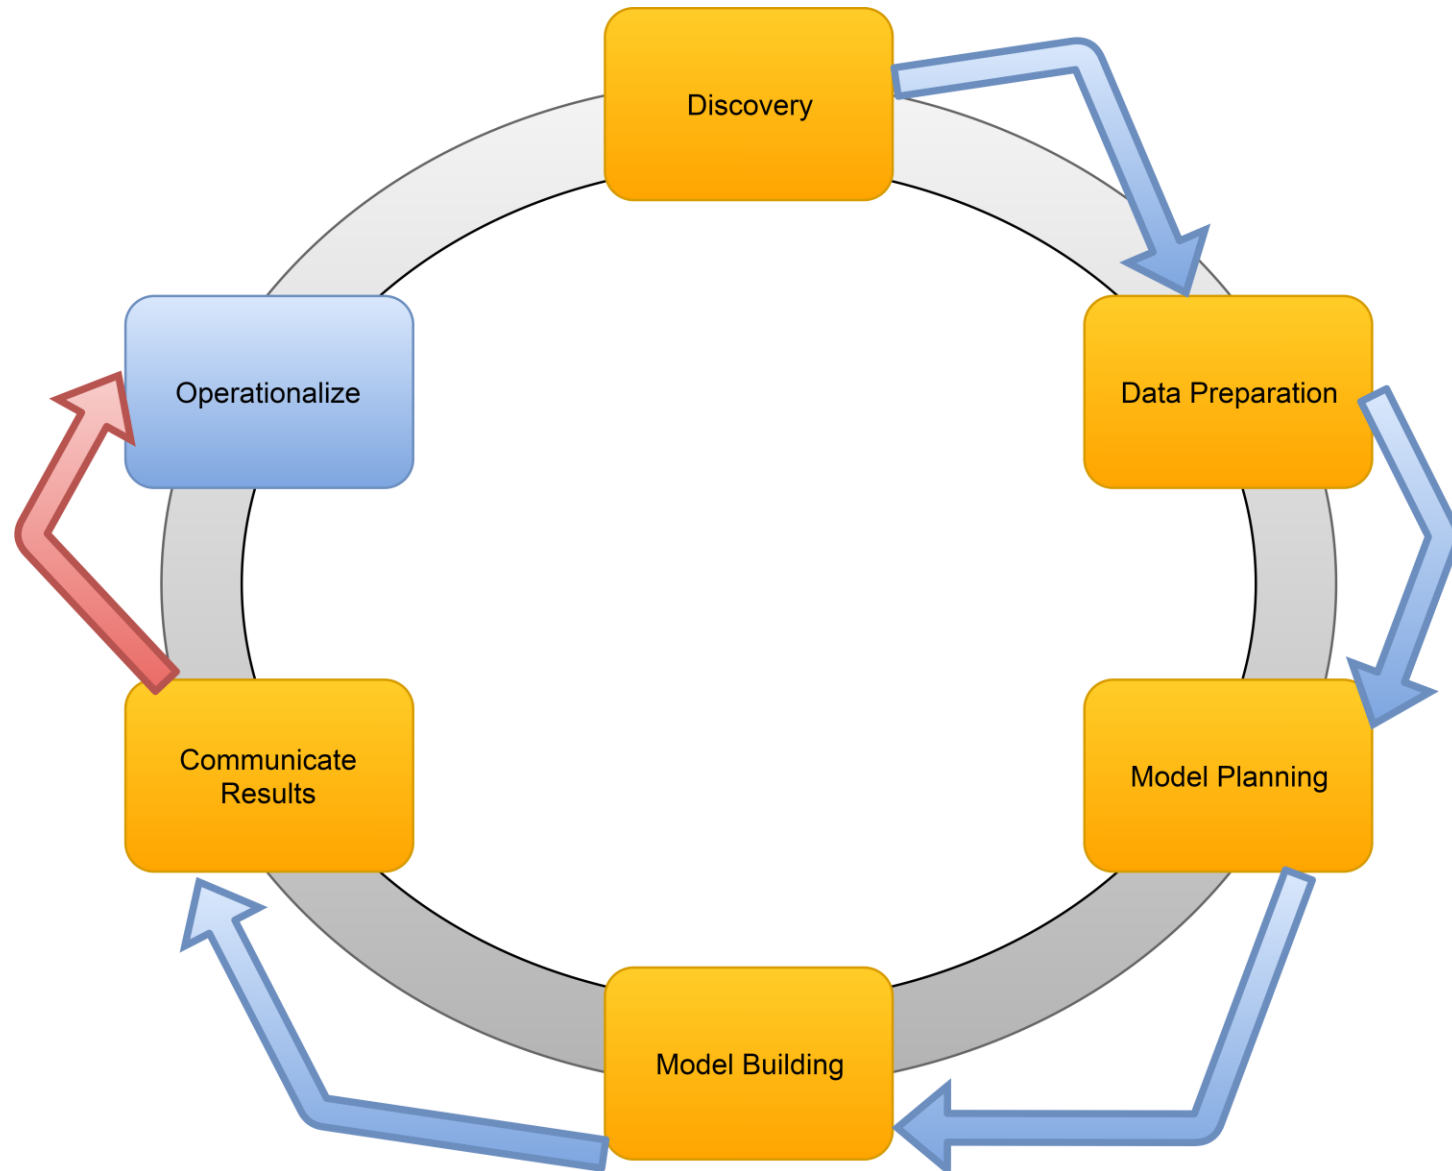 Discovery
Operationalize
Data Preparation
Communicate
Results
Model Planning
Model Building